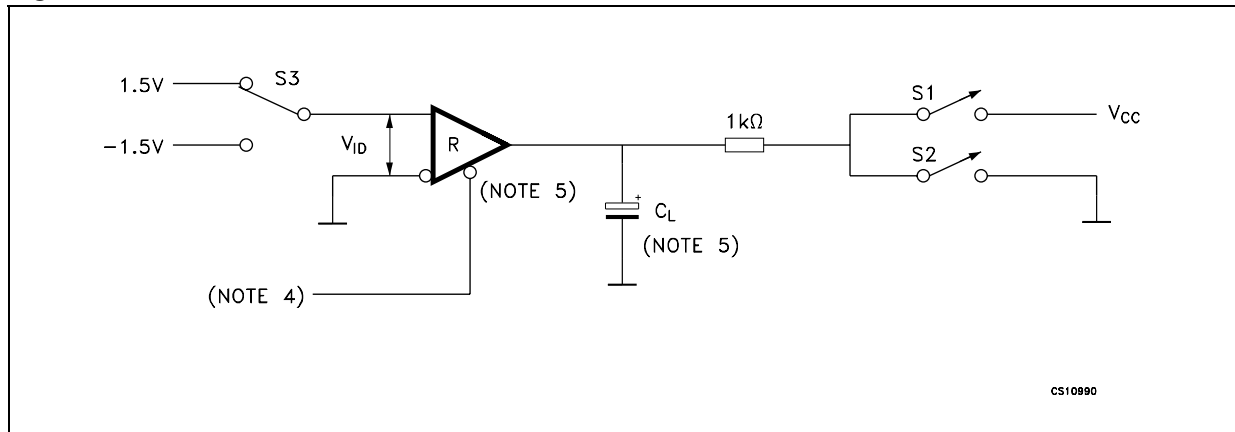 1.5V
S3
-1.5V
VID
R
(NOTE 5)
(NOTE 4)
CL
(NOTE 5)
1kΩ
S1
S2
VCC
CS10990